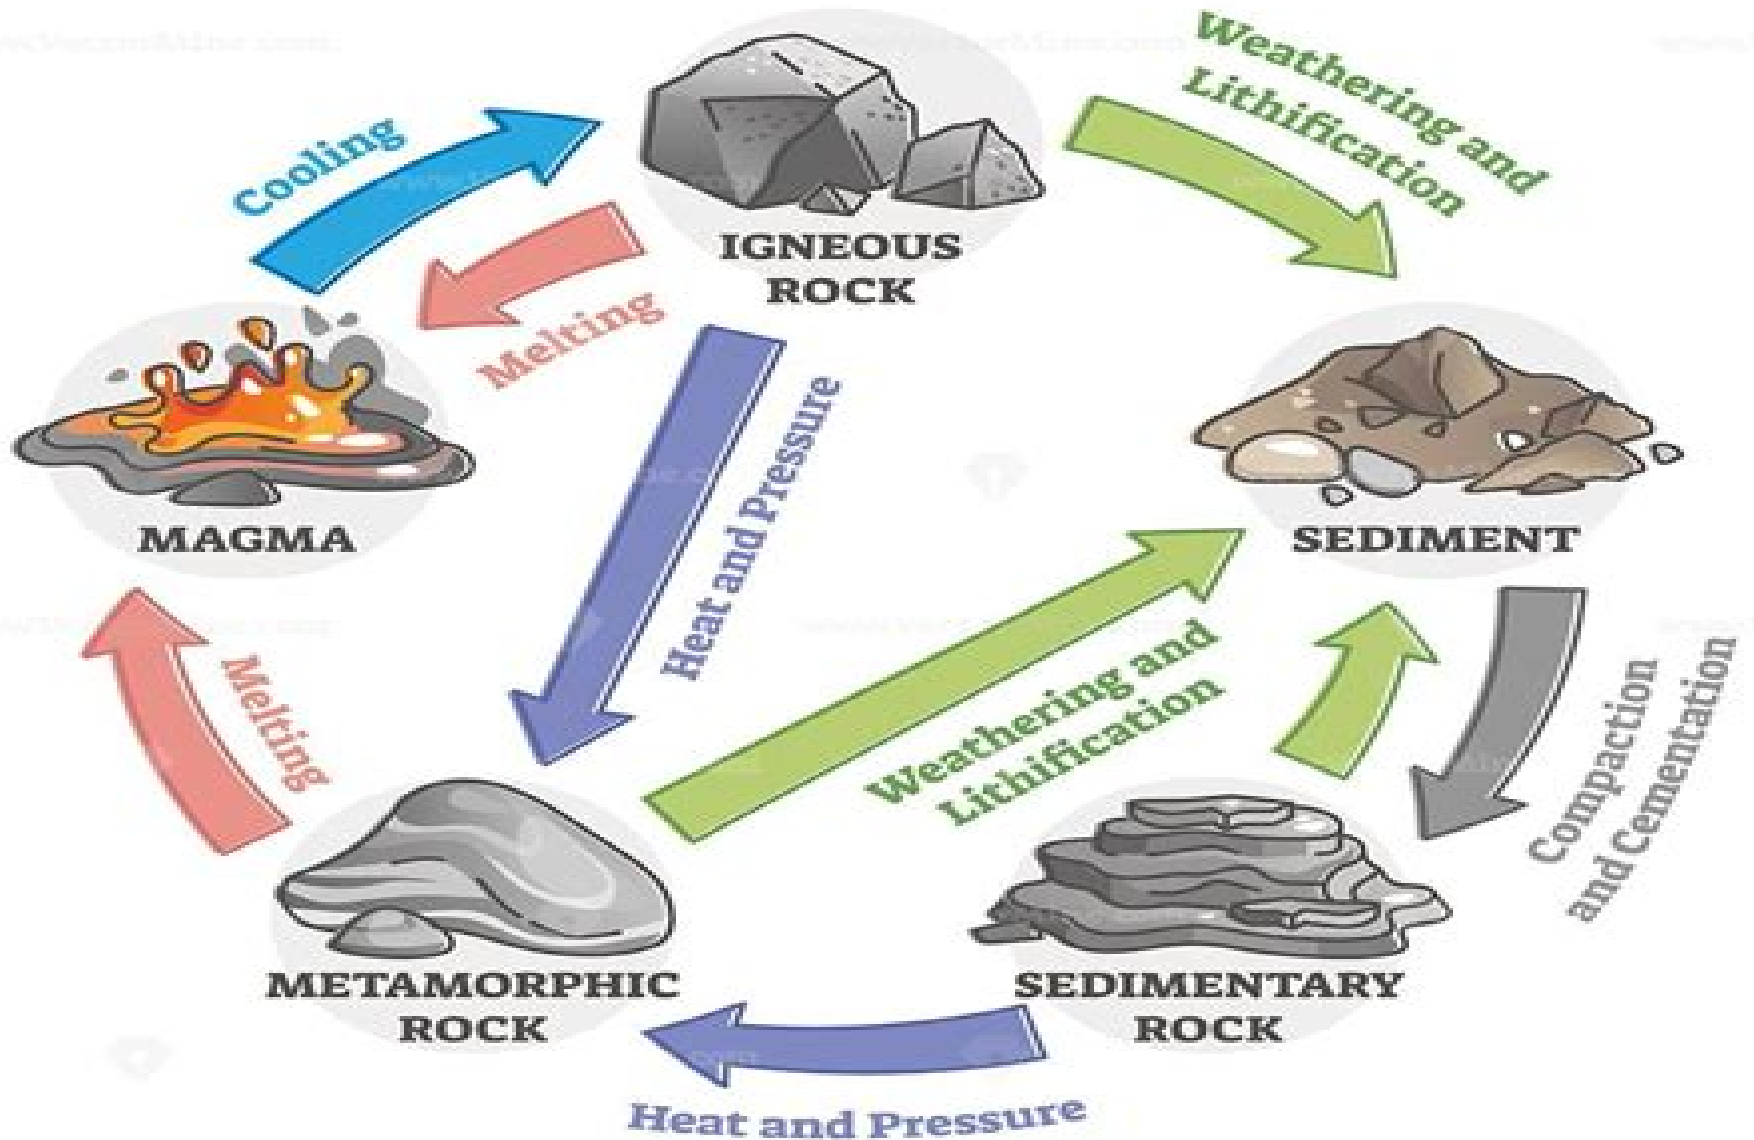 Weathering and
Lithification
Cooling
IGNEOUS
ROCK
Melting
Heat and Pressure
MAGMA
SEDIMENT
Melting
Weathering and
Lithification
Compaction
and Cementation
METAMORPHIC
ROCK
SEDIMENTARY
ROCK
Heat and Pressure